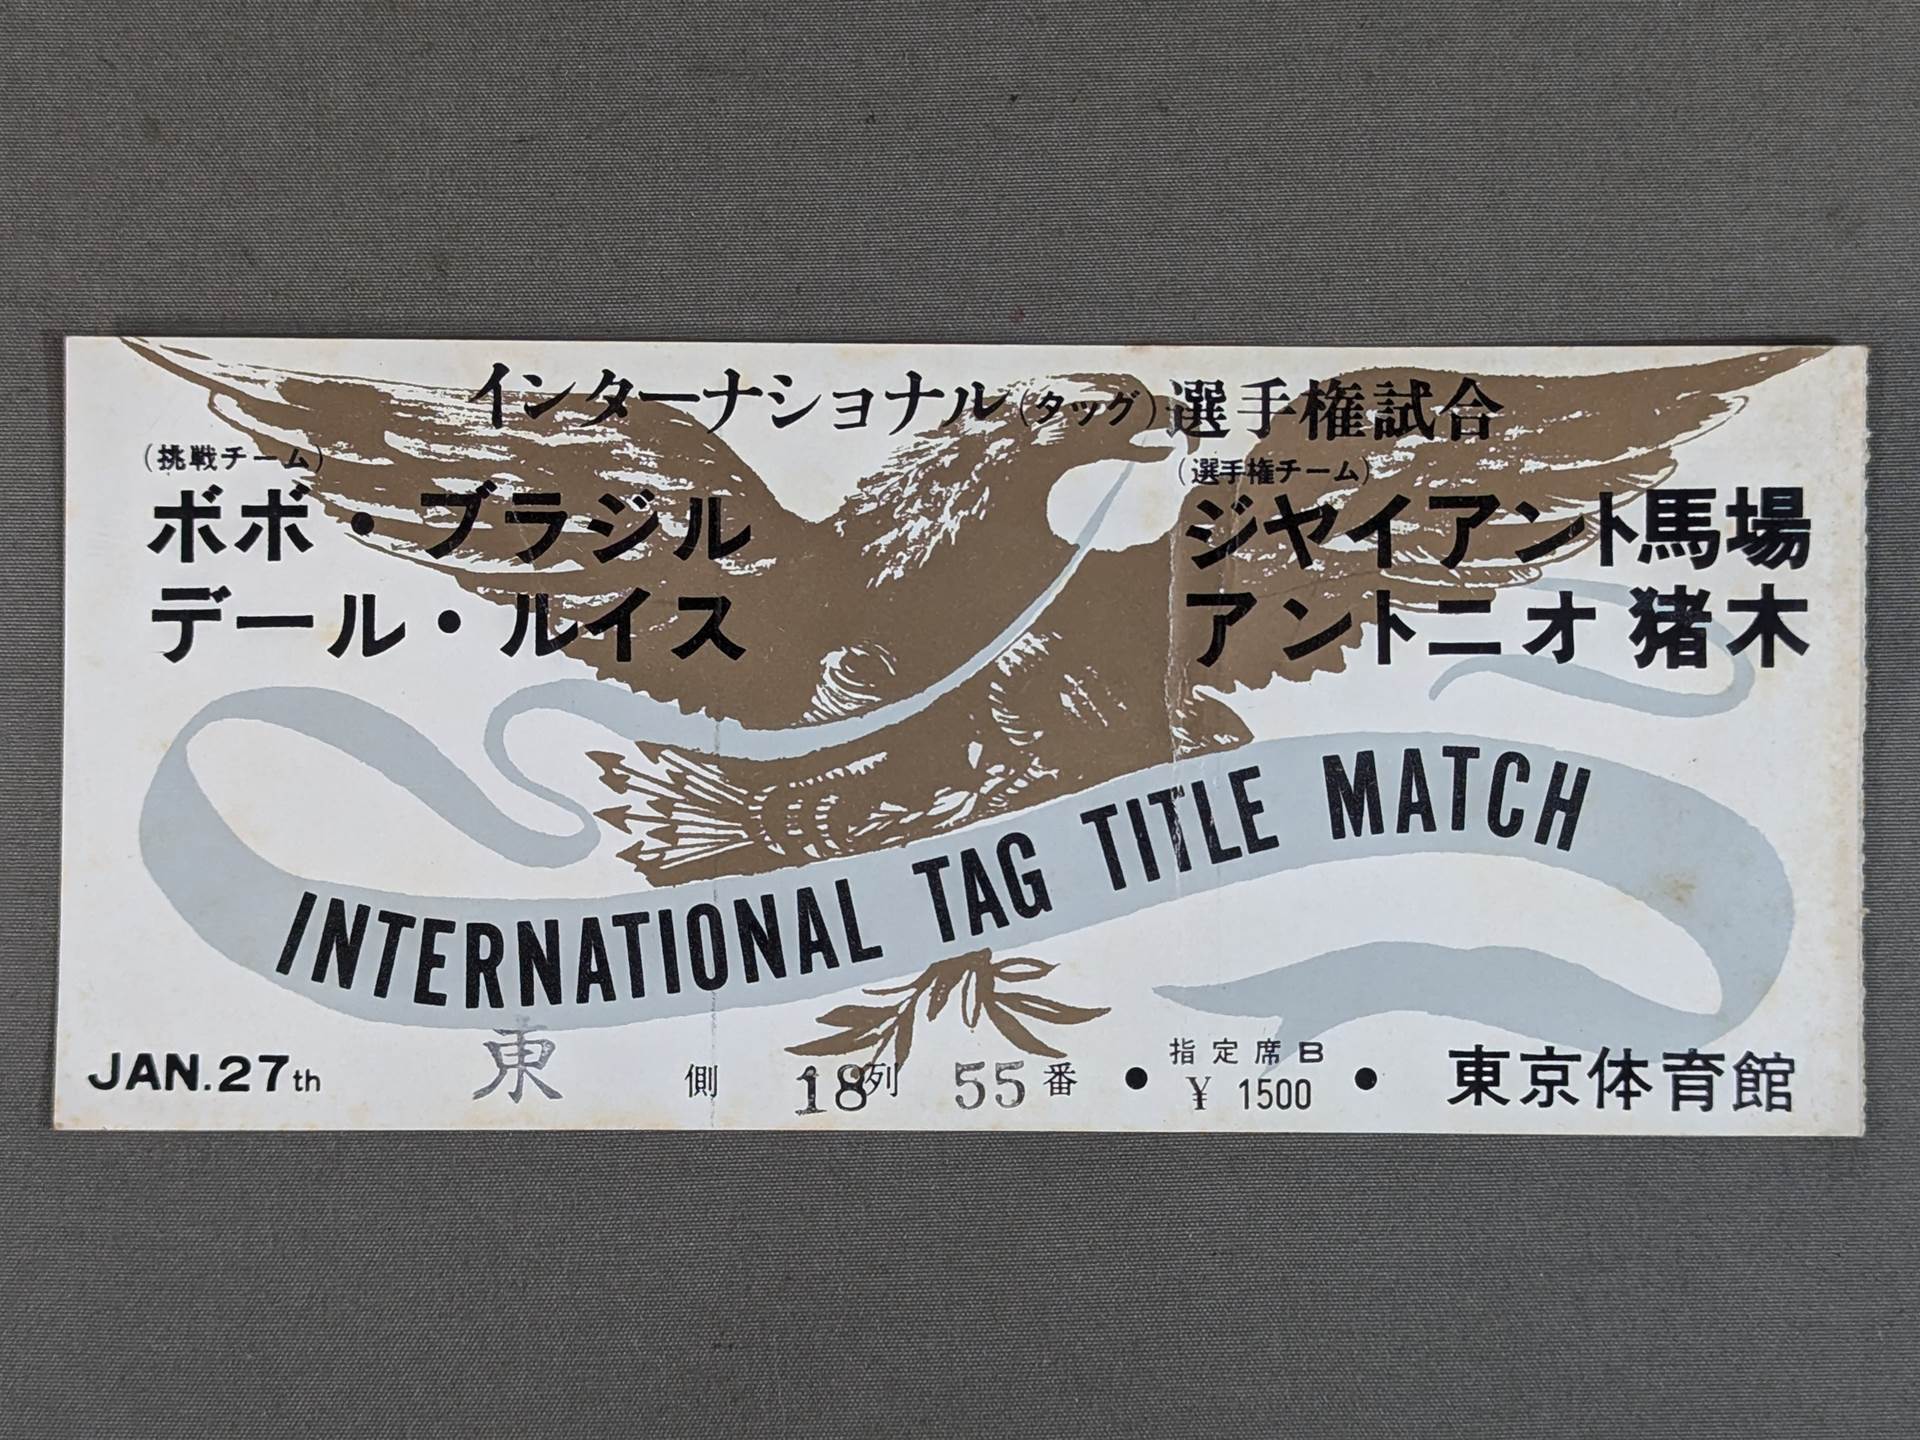 インターナショナル(タッグ)選手権試合
(挑戦チーム)
ボボ・ブラジル
デール・ルイス
(選手権チーム)
ジヤイアント馬場
アントニオ猪木
INTERNATIONAL TAG TITLE MATCH
JAN.27th 東側 18列 55番 • 指定席B ¥1500 • 東京体育館